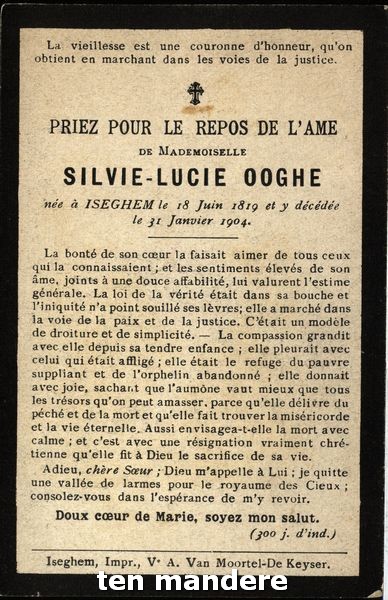 La vieillesse est une couronne d'honneur, qu'on
obtient en marchant dans les voies de la justice.
PRIEZ POUR LE REPOS DE L'AME
DE MADEMOISELLE
SILVIE-LUCIE OOGHE
née à ISEGHEM le 18 Juin 1819 et y décédée
le 31 Janvier 1904.
La bonté de son cœur la faisait aimer de tous ceux
qui la connaissaient ; et les sentiments élevés de son
âme, joints à une douce affabilité, lui valurent l'estime
générale. La loi de la vérité était dans sa bouche et
l'iniquité n'a point souillé ses lèvres; elle a marché dans
la voie de la paix et de la justice. C'était un modèle
de droiture et de simplicité. — La compassion grandit
avec elle depuis sa tendre enfance ; elle pleurait avec
celui qui était affligé ; elle était le refuge du pauvre
suppliant et de l'orphelin abandonné ; elle donnait
avec joie, sachant que l'aumône vaut mieux que tous
les trésors qu'on peut amasser, parce qu'elle délivre du
péché et de la mort et qu'elle fait trouver la miséricorde
et la vie éternelle. Aussi envisagea-t-elle la mort avec
calme ; et c'est avec une résignation vraiment chré-
tienne qu'elle fit à Dieu le sacrifice de sa vie.
Adieu, chère Sœur ; Dieu m'appelle à Lui ; je quitte
une vallée de larmes pour le royaume des Cieux ;
consolez-vous dans l'espérance de m'y revoir.
Doux cœur de Marie, soyez mon salut.
(300 j. d'ind.)
Iseghem, Impr., Ve A. Van Moortel-De Keyser.
ten mandere